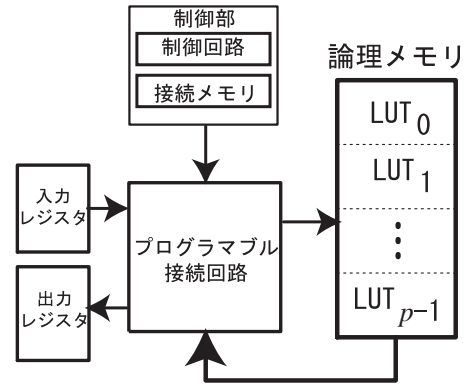 制御部
制御回路
接続メモリ
論理メモリ
LUT0
LUT1
LUTp-1
入力
レジスタ
プログラマブル
接続回路
出力
レジスタ